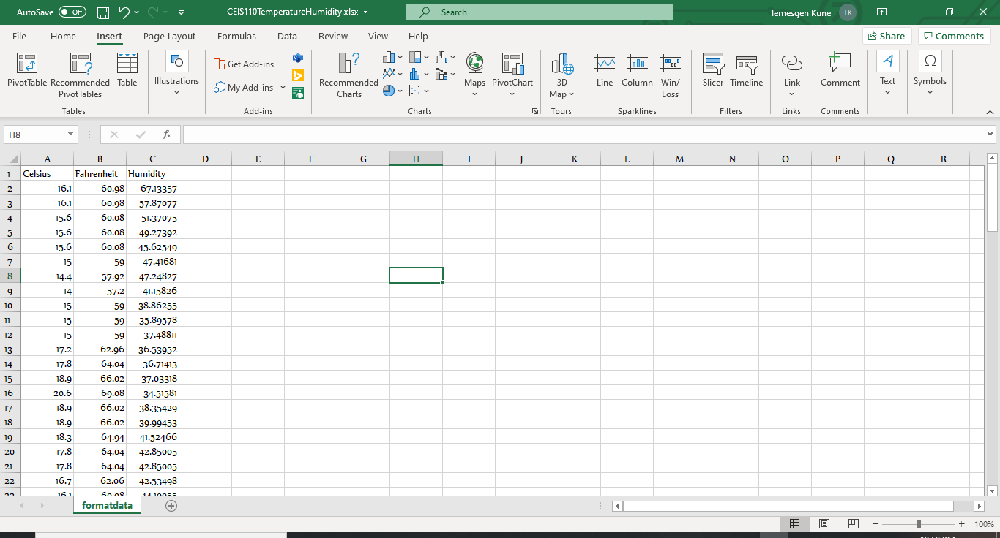 AutoSave Off CEIS110TemperatureHumidity.xlsx Search Temesgen Kune TK
File Home Insert Page Layout Formulas Data Review View Help Share Comments
PivotTable Recommended PivotTables Table Illustrations Get Add-ins My Add-ins Recommended Charts Maps PivotChart 3D Map Line Column Win/Loss Slicer Timeline Link Comment Text Symbols
Tables Add-ins Charts Tours Sparklines Filters Links Comments
H8 fx
A B C D E F G H I J K L M N O P Q R
1 Celsius Fahrenheit Humidity
2 16.1 60.98 67.13357
3 16.1 60.98 57.87077
4 15.6 60.08 51.37075
5 15.6 60.08 49.27392
6 15.6 60.08 45.62549
7 15 59 47.41681
8 14.4 57.92 47.24827
9 14 57.2 41.15826
10 15 59 38.86255
11 15 59 35.89578
12 15 59 37.48811
13 17.2 62.96 36.53952
14 17.8 64.04 36.71413
15 18.9 66.02 37.03318
16 20.6 69.08 34.51581
17 18.9 66.02 38.35429
18 18.9 66.02 39.99453
19 18.3 64.94 41.52466
20 17.8 64.04 42.85005
21 17.8 64.04 42.85005
22 16.7 62.06 42.53498
formatdata
100%